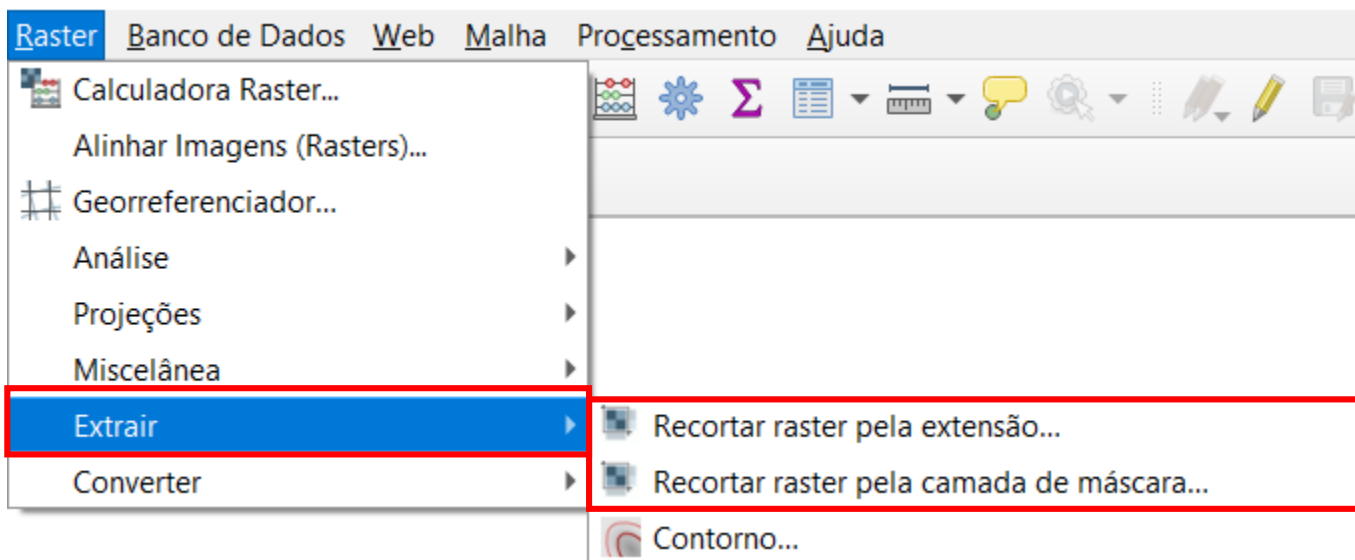 Raster Banco de Dados Web Malha Processamento Ajuda
Calculadora Raster...
Alinhar Imagens (Rasters)...
Georreferenciador...
Análise
Projeções
Miscelânea
Extrair
Recortar raster pela extensão...
Converter
Recortar raster pela camada de máscara...
Contorno...